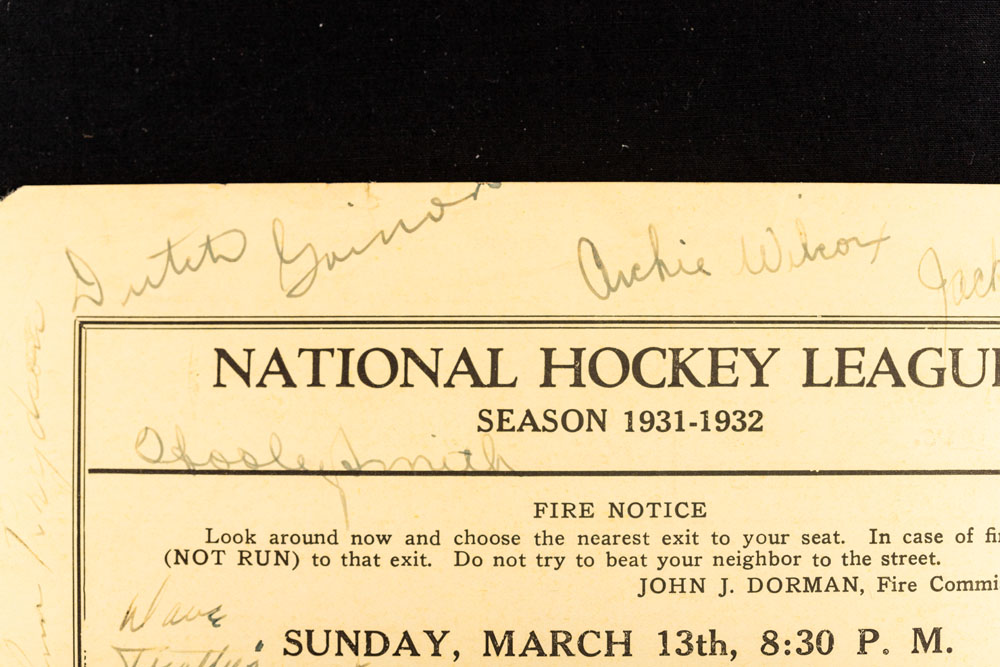 Dutch Gainor
Archie Wilcox
Jack
NATIONAL HOCKEY LEAGU
SEASON 1931-1932
Hooley Smith
FIRE NOTICE
Look around now and choose the nearest exit to your seat. In case of fi
(NOT RUN) to that exit. Do not try to beat your neighbor to the street.
JOHN J. DORMAN, Fire Commi
Dave
SUNDAY, MARCH 13th, 8:30 P. M.